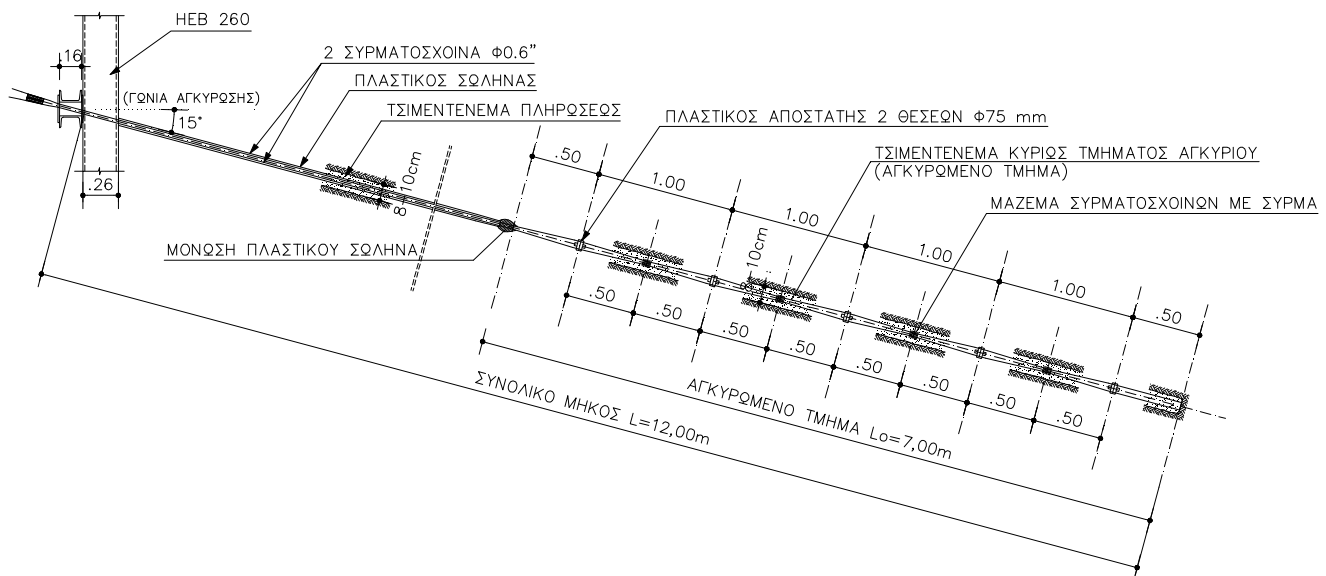 HEB 260
.16
2 ΣΥΡΜΑΤΟΣΧΟΙΝΑ Φ0.6"
ΠΛΑΣΤΙΚΟΣ ΣΩΛΗΝΑΣ
(ΓΩΝΙΑ ΑΓΚΥΡΩΣΗΣ)
15°
ΤΣΙΜΕΝΤΕΝΕΜΑ ΠΛΗΡΩΣΕΩΣ
ΠΛΑΣΤΙΚΟΣ ΑΠΟΣΤΑΤΗΣ 2 ΘΕΣΕΩΝ Φ75 mm
.50
1.00
1.00
1.00
1.00
.50
ΤΣΙΜΕΝΤΕΝΕΜΑ ΚΥΡΙΩΣ ΤΜΗΜΑΤΟΣ ΑΓΚΥΡΙΟΥ
(ΑΓΚΥΡΩΜΕΝΟ ΤΜΗΜΑ)
ΜΑΖΕΜΑ ΣΥΡΜΑΤΟΣΧΟΙΝΩΝ ΜΕ ΣΥΡΜΑ
.26
8-10cm
ΜΟΝΩΣΗ ΠΛΑΣΤΙΚΟΥ ΣΩΛΗΝΑ
10cm
.50
.50
.50
.50
.50
.50
.50
.50
ΑΓΚΥΡΩΜΕΝΟ ΤΜΗΜΑ Lo=7,00m
ΣΥΝΟΛΙΚΟ ΜΗΚΟΣ L=12,00m